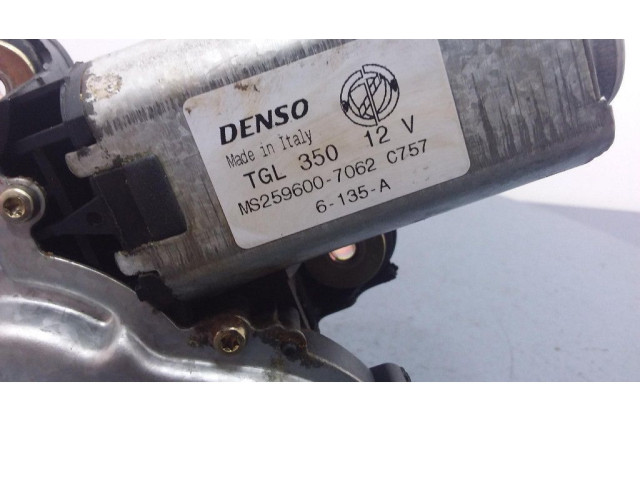 DENSO
Made in Italy
TGL 350 12 V
MS259600-7062 C757
6-135-A